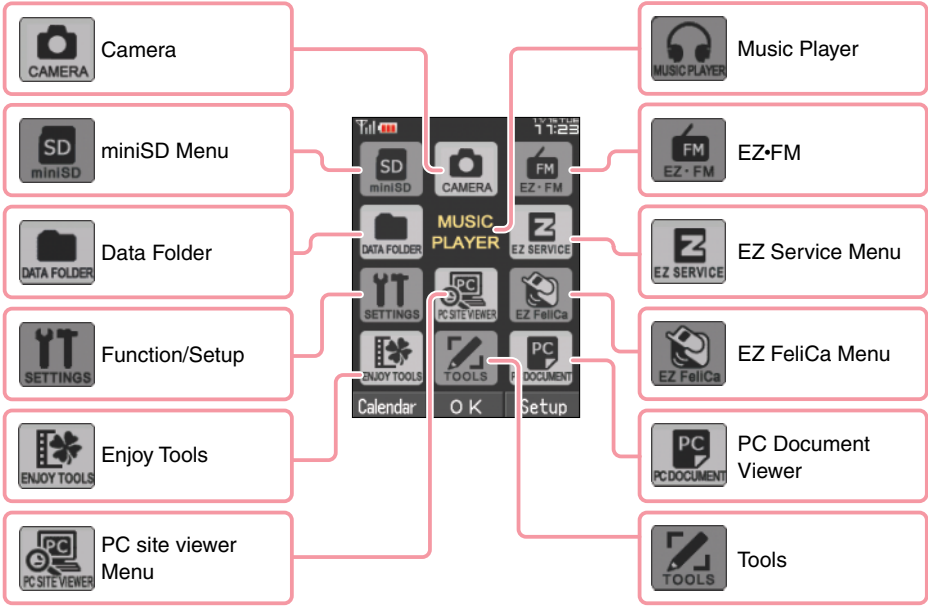 CAMERA
Camera
SD
miniSD
miniSD Menu
DATA FOLDER
Data Folder
SETTINGS
Function/Setup
ENJOY TOOLS
Enjoy Tools
PC
PC SITE VIEWER
PC site viewer
Menu
11:23
SD
miniSD
CAMERA
FM
EZ・FM
DATA FOLDER
MUSIC
PLAYER
Z
EZ SERVICE
SETTINGS
PC
PC SITE VIEWER
EZ FeliCa
ENJOY TOOLS
TOOLS
PC
PC DOCUMENT
Calendar OK Setup
MUSIC PLAYER
Music Player
FM
EZ・FM
EZ•FM
Z
EZ SERVICE
EZ Service Menu
EZ FeliCa
EZ FeliCa Menu
PC
PC DOCUMENT
PC Document
Viewer
TOOLS
Tools